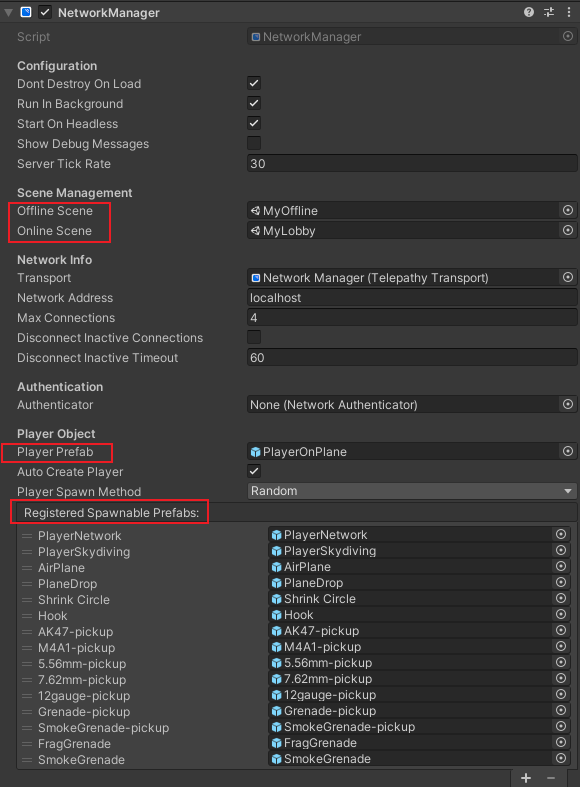 NetworkManager
Script NetworkManager
Configuration
Dont Destroy On Load
Run In Background
Start On Headless
Show Debug Messages
Server Tick Rate 30
Scene Management
Offline Scene MyOffline
Online Scene MyLobby
Network Info
Transport Network Manager (Telepathy Transport)
Network Address localhost
Max Connections 4
Disconnect Inactive Connections
Disconnect Inactive Timeout 60
Authentication
Authenticator None (Network Authenticator)
Player Object
Player Prefab PlayerOnPlane
Auto Create Player
Player Spawn Method Random
Registered Spawnable Prefabs:
PlayerNetwork PlayerNetwork
PlayerSkydiving PlayerSkydiving
AirPlane AirPlane
PlaneDrop PlaneDrop
Shrink Circle Shrink Circle
Hook Hook
AK47-pickup AK47-pickup
M4A1-pickup M4A1-pickup
5.56mm-pickup 5.56mm-pickup
7.62mm-pickup 7.62mm-pickup
12gauge-pickup 12gauge-pickup
Grenade-pickup Grenade-pickup
SmokeGrenade-pickup SmokeGrenade-pickup
FragGrenade FragGrenade
SmokeGrenade SmokeGrenade